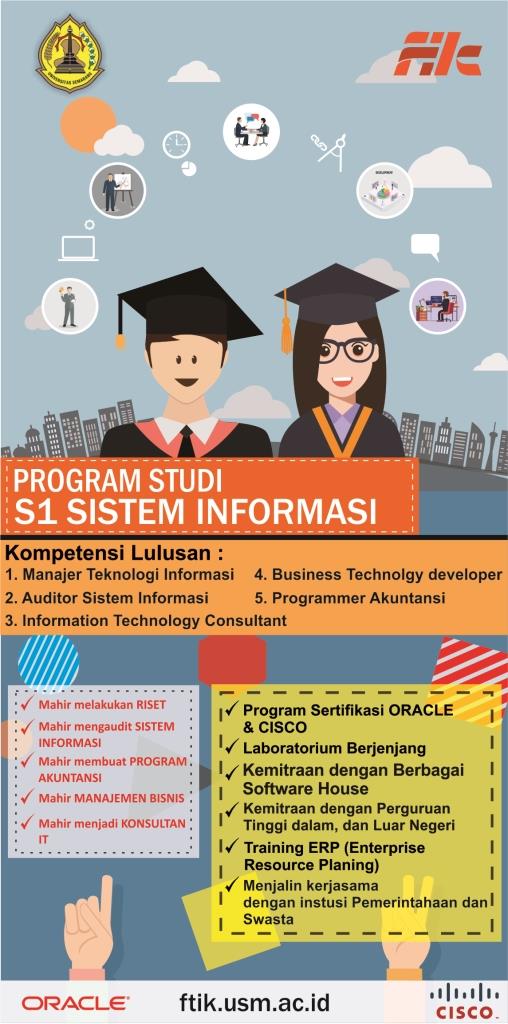 UNIVERSITAS SEMARANG
ftik
PROGRAM STUDI
S1 SISTEM INFORMASI
Kompetensi Lulusan :
1. Manajer Teknologi Informasi
2. Auditor Sistem Informasi
3. Information Technology Consultant
4. Business Technolgy developer
5. Programmer Akuntansi
Mahir melakukan RISET
Mahir mengaudit SISTEM
INFORMASI
Mahir membuat PROGRAM
AKUNTANSI
Mahir MANAJEMEN BISNIS
Mahir menjadi KONSULTAN
IT
Program Sertifikasi ORACLE
& CISCO
Laboratorium Berjenjang
Kemitraan dengan Berbagai
Software House
Kemitraan dengan Perguruan
Tinggi dalam, dan Luar Negeri
Training ERP (Enterprise
Resource Planing)
Menjalin kerjasama
dengan instusi Pemerintahaan dan
Swasta
ORACLE
ftik.usm.ac.id
CISCO